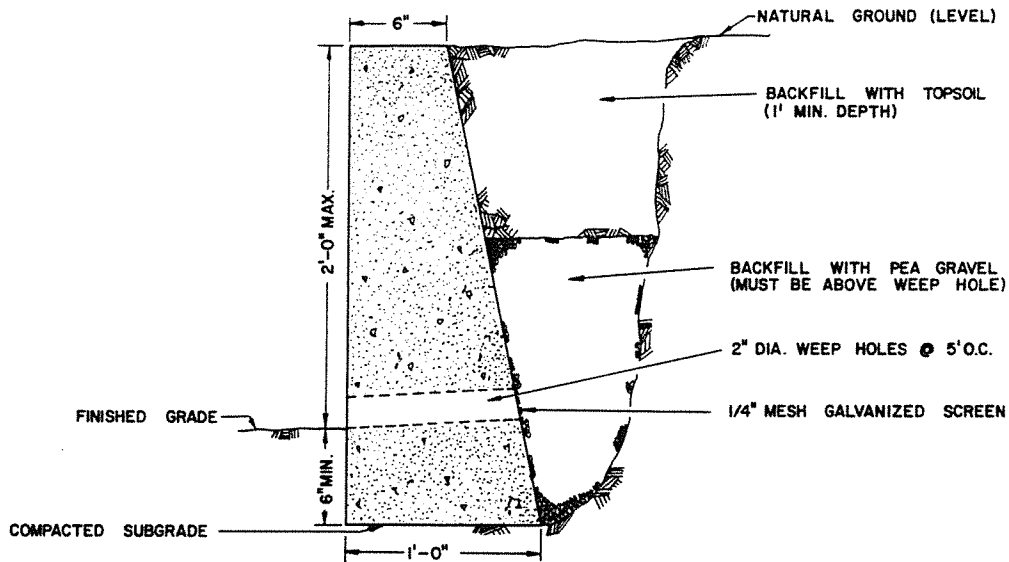 6"
NATURAL GROUND (LEVEL)
BACKFILL WITH TOPSOIL
(1' MIN. DEPTH)
2'-0" MAX.
BACKFILL WITH PEA GRAVEL
(MUST BE ABOVE WEEP HOLE)
2" DIA. WEEP HOLES @ 5' O.C.
1/4" MESH GALVANIZED SCREEN
FINISHED GRADE
6" MIN.
COMPACTED SUBGRADE
1'-0"